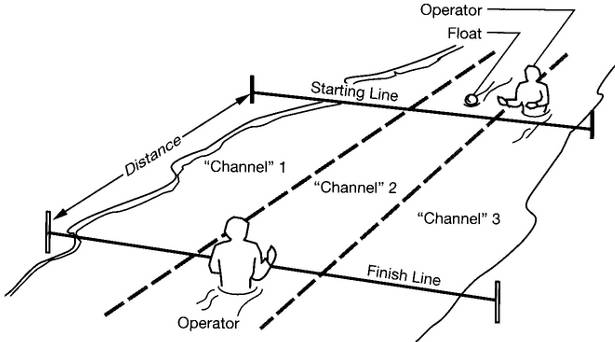 Operator
Float
Starting Line
Distance
"Channel" 1
"Channel" 2
"Channel" 3
Finish Line
Operator